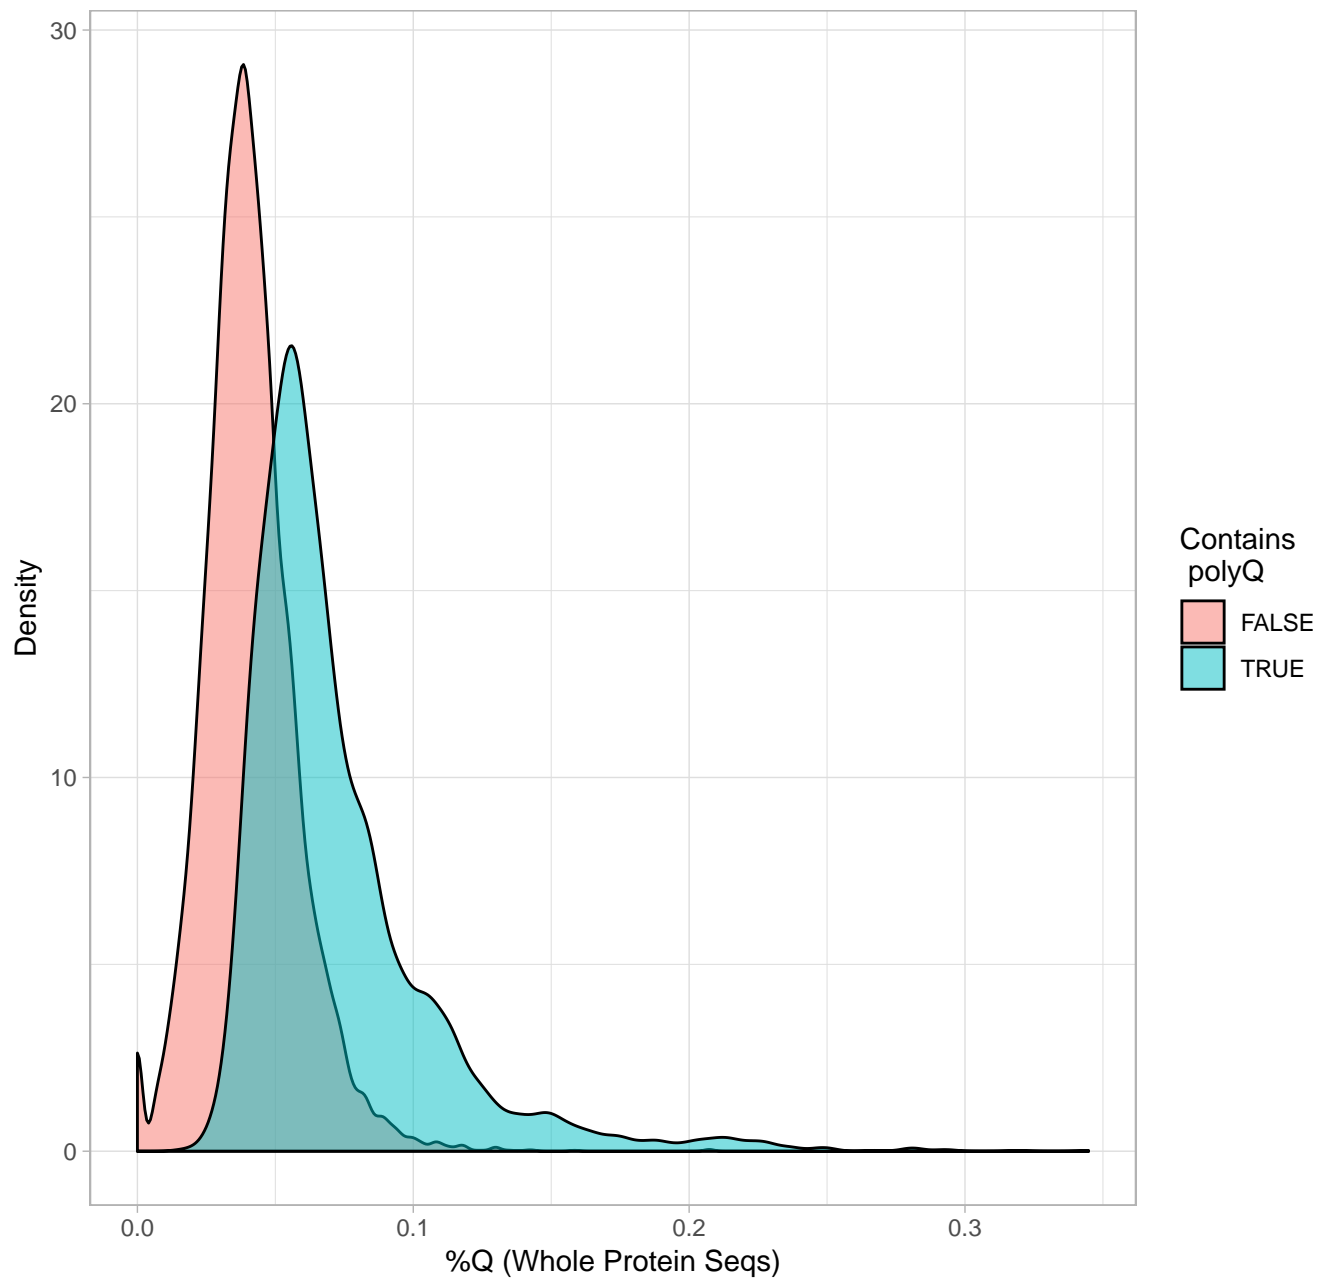 30
20
10
0
Density
0.0
0.1
0.2
0.3
%Q (Whole Protein Seqs)
Contains
polyQ
FALSE
TRUE